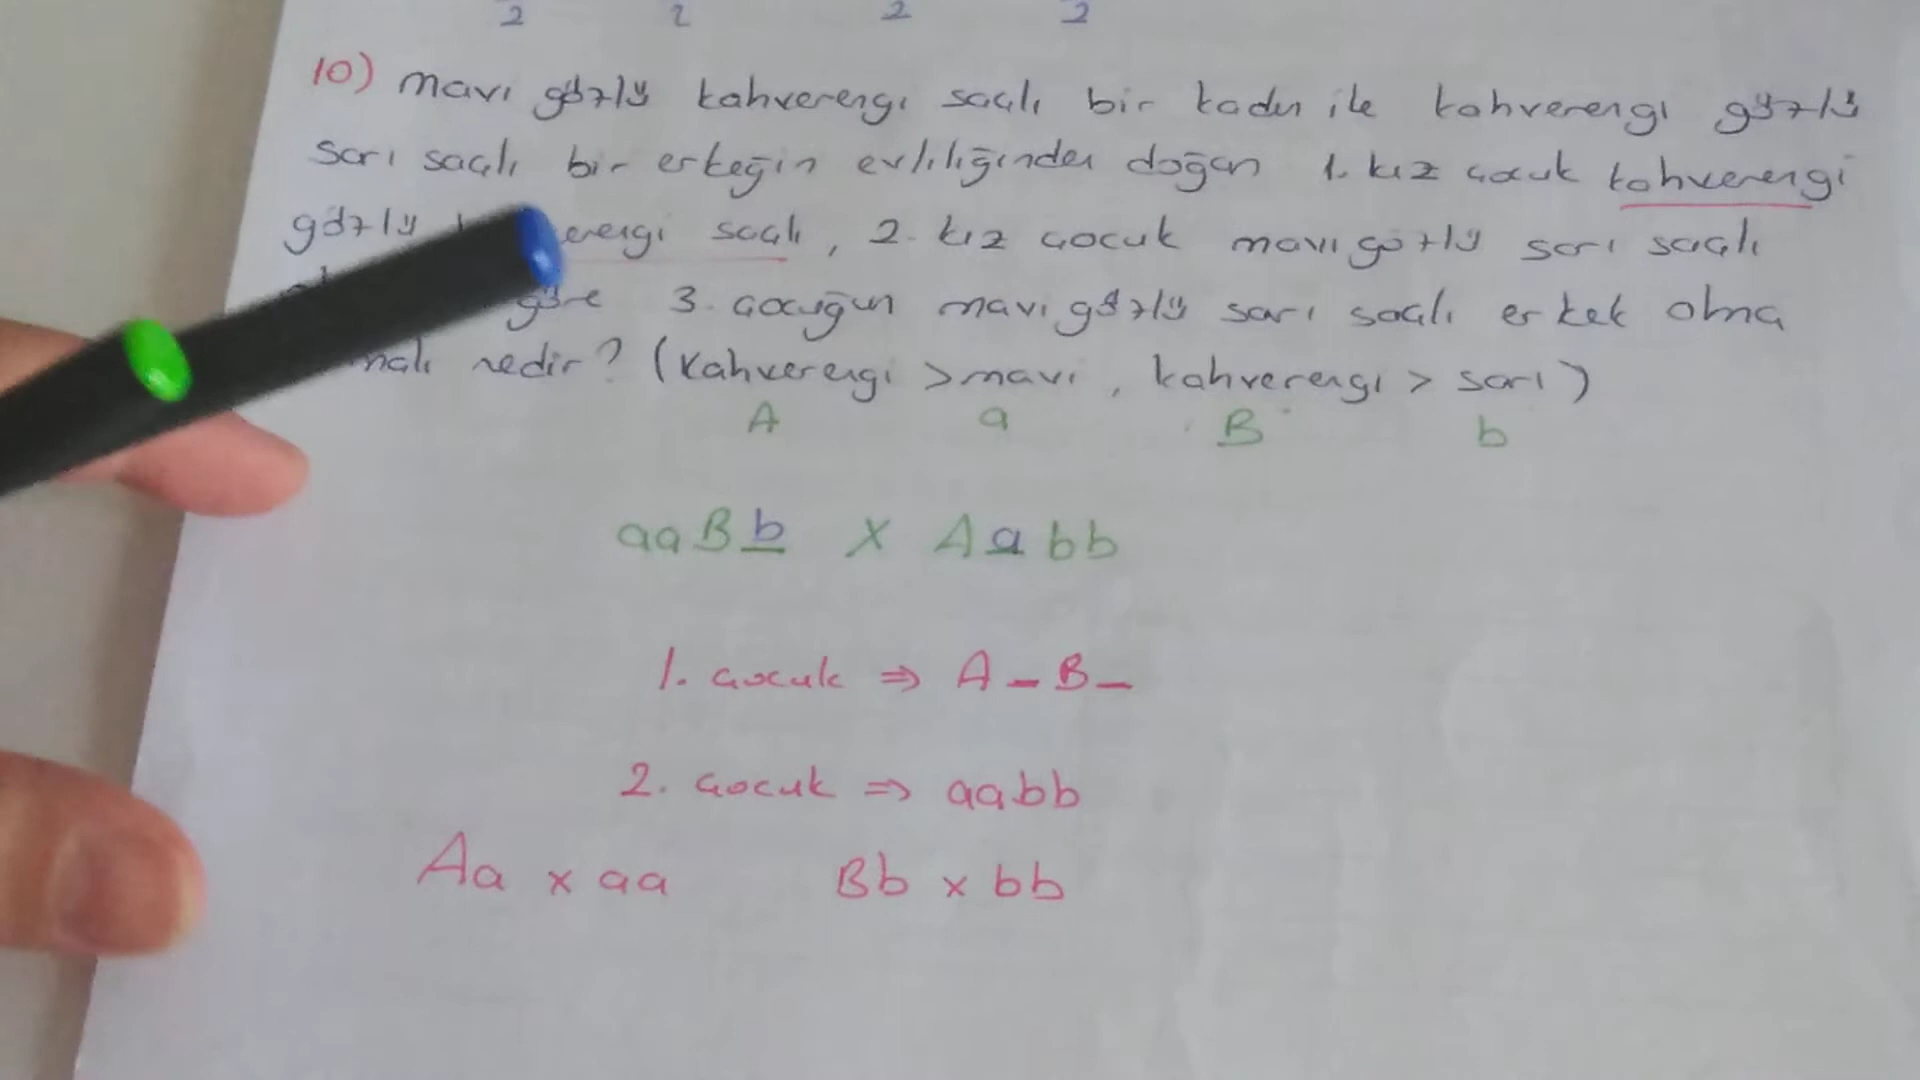 2 2 2 2
10) Mavi gözlü kahverengi saçlı bir kadın ile kahverengi gözlü
sarı saçlı bir erkeğin evliliğinden doğan 1. kız çocuk kahverengi
gözlü saçlı, 2. kız çocuk mavi gözlü sarı saçlı
göre 3. çocuğun mavi gözlü sarı saçlı erkek olma
nedir? (Kahverengi > mavi, kahverengi > sarı)
A a B b
aaBb X Aabb
1. çocuk ⇒ A_B_
2. çocuk ⇒ aabb
Aa x aa Bb x bb